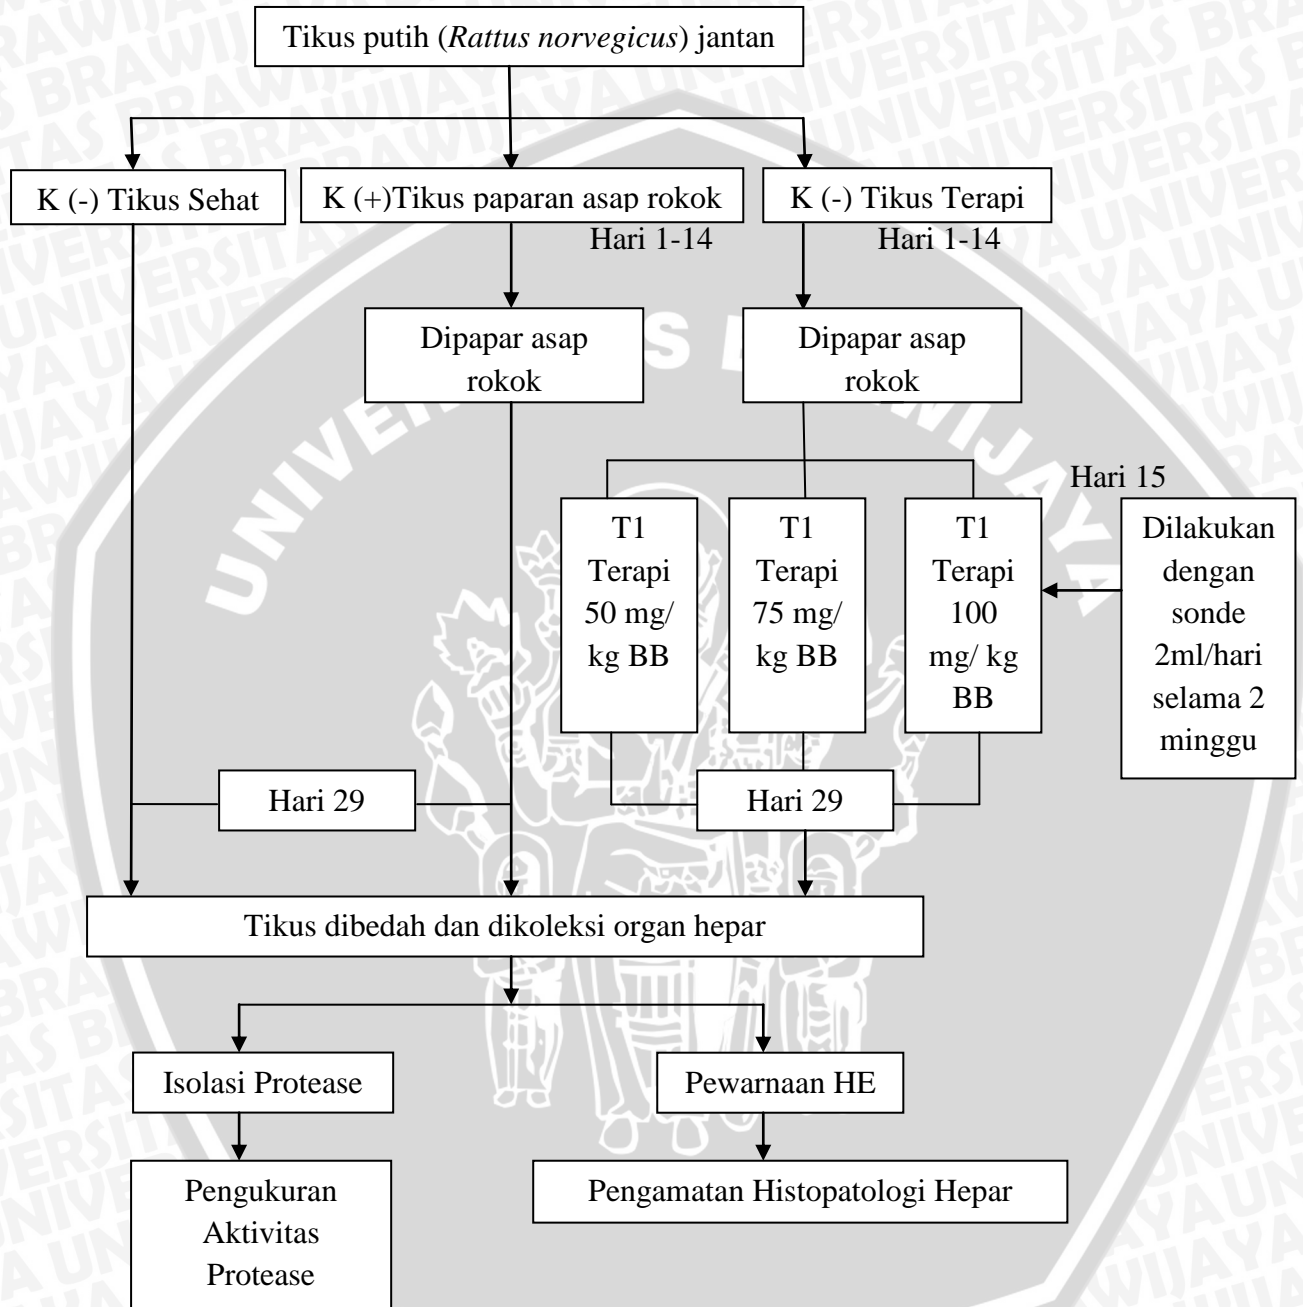 Tikus putih (Rattus norvegicus) jantan
K (-) Tikus Sehat
K (+)Tikus paparan asap rokok
K (-) Tikus Terapi
Hari 1-14
Hari 1-14
Dipapar asap
rokok
Dipapar asap
rokok
Hari 15
T1
Terapi
50 mg/
kg BB
T1
Terapi
75 mg/
kg BB
T1
Terapi
100
mg/ kg
BB
Dilakukan
dengan
sonde
2ml/hari
selama 2
minggu
Hari 29
Hari 29
Tikus dibedah dan dikoleksi organ hepar
Isolasi Protease
Pewarnaan HE
Pengukuran
Aktivitas
Protease
Pengamatan Histopatologi Hepar
UNIVERSITAS BRAWIJAYA